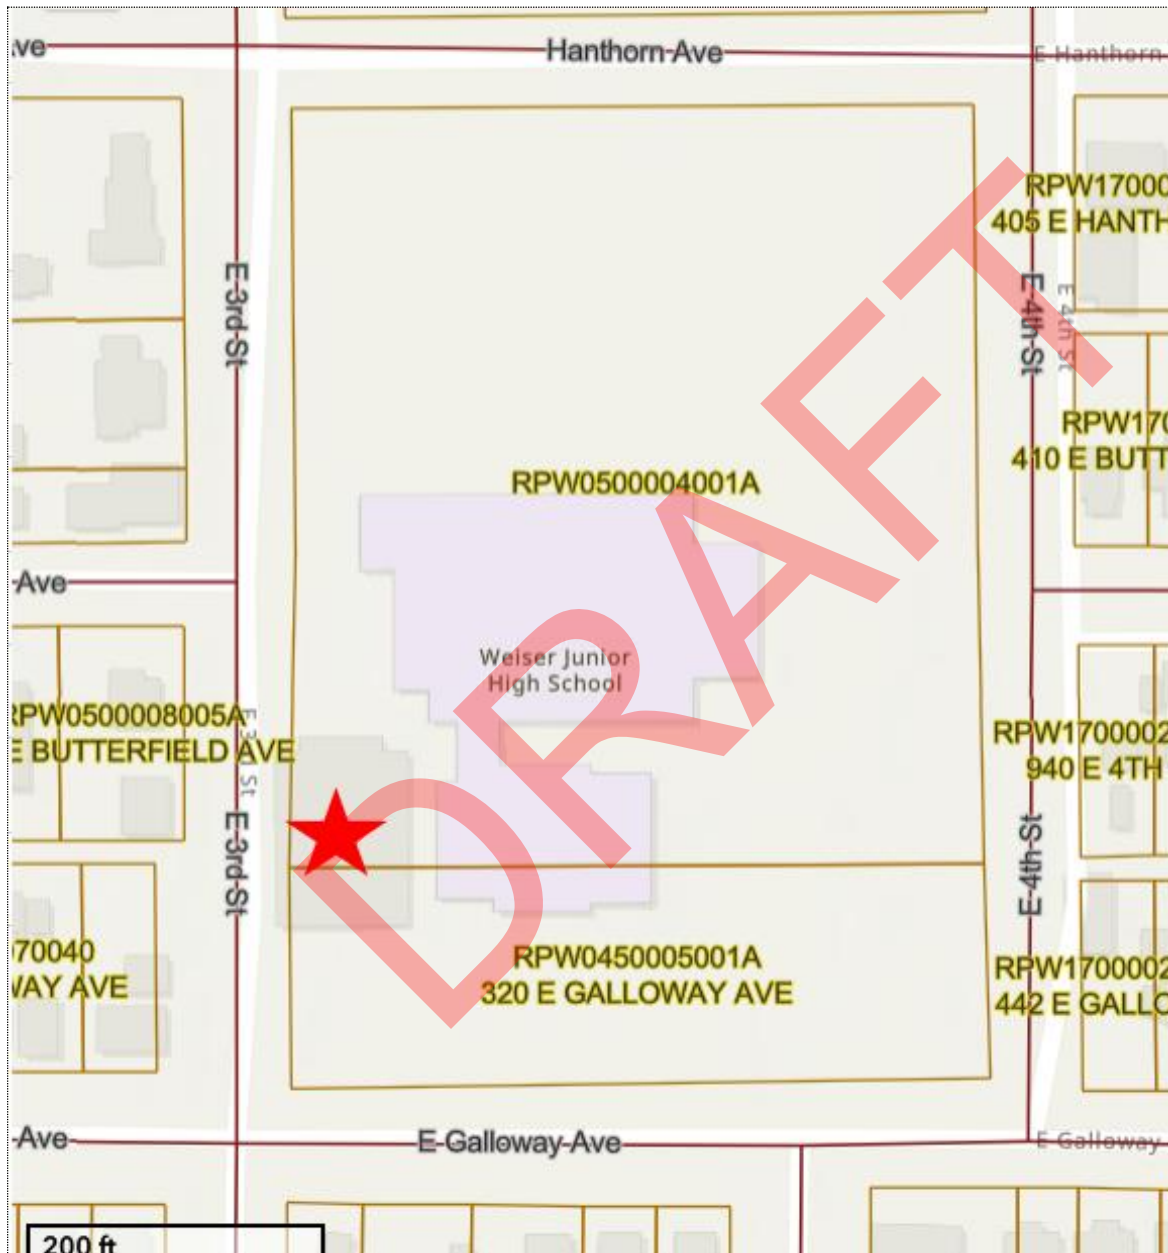 ve
Hanthorn Ave
E Hanthorn
RPW17000
405 E HANTH
E 3rd St
E 4th St
E 4th St
RPW170
410 E BUTT
RPW0500004001A
Ave
Weiser Junior
High School
RPW0500008005A
E BUTTERFIELD AVE
E 3rd St
RPW1700002
940 E 4TH
E 3rd St
E 4th St
70040
WAY AVE
RPW0450005001A
320 E GALLOWAY AVE
RPW1700002
442 E GALLO
DRAFT
Ave
E Galloway Ave
E Galloway
200 ft